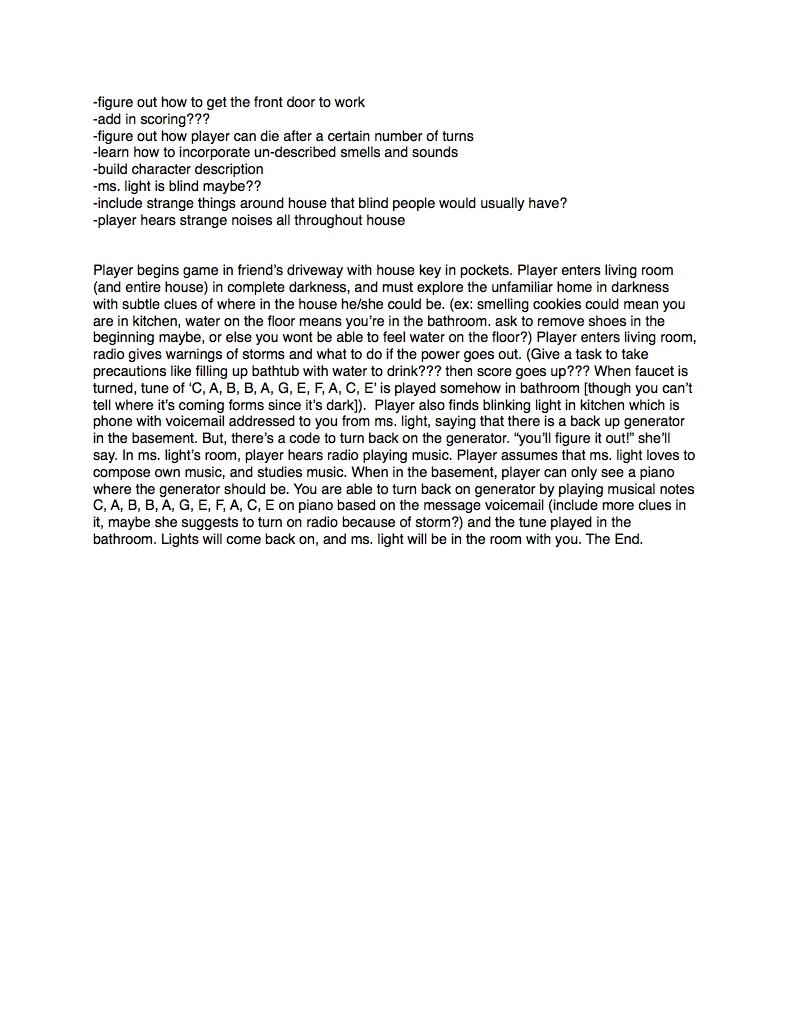 -figure out how to get the front door to work
-add in scoring???
-figure out how player can die after a certain number of turns
-learn how to incorporate un-described smells and sounds
-build character description
-ms. light is blind maybe??
-include strange things around house that blind people would usually have?
-player hears strange noises all throughout house
Player begins game in friend's driveway with house key in pockets. Player enters living room
(and entire house) in complete darkness, and must explore the unfamiliar home in darkness
with subtle clues of where in the house he/she could be. (ex: smelling cookies could mean you
are in kitchen, water on the floor means you're in the bathroom. ask to remove shoes in the
beginning maybe, or else you wont be able to feel water on the floor?) Player enters living room,
radio gives warnings of storms and what to do if the power goes out. (Give a task to take
precautions like filling up bathtub with water to drink??? then score goes up??? When faucet is
turned, tune of 'C, A, B, B, A, G, E, F, A, C, E' is played somehow in bathroom [though you can't
tell where it's coming forms since it's dark]).  Player also finds blinking light in kitchen which is
phone with voicemail addressed to you from ms. light, saying that there is a back up generator
in the basement. But, there's a code to turn back on the generator. "you'll figure it out!" she'll
say. In ms. light's room, player hears radio playing music. Player assumes that ms. light loves to
compose own music, and studies music. When in the basement, player can only see a piano
where the generator should be. You are able to turn back on generator by playing musical notes
C, A, B, B, A, G, E, F, A, C, E on piano based on the message voicemail (include more clues in
it, maybe she suggests to turn on radio because of storm?) and the tune played in the
bathroom. Lights will come back on, and ms. light will be in the room with you. The End.